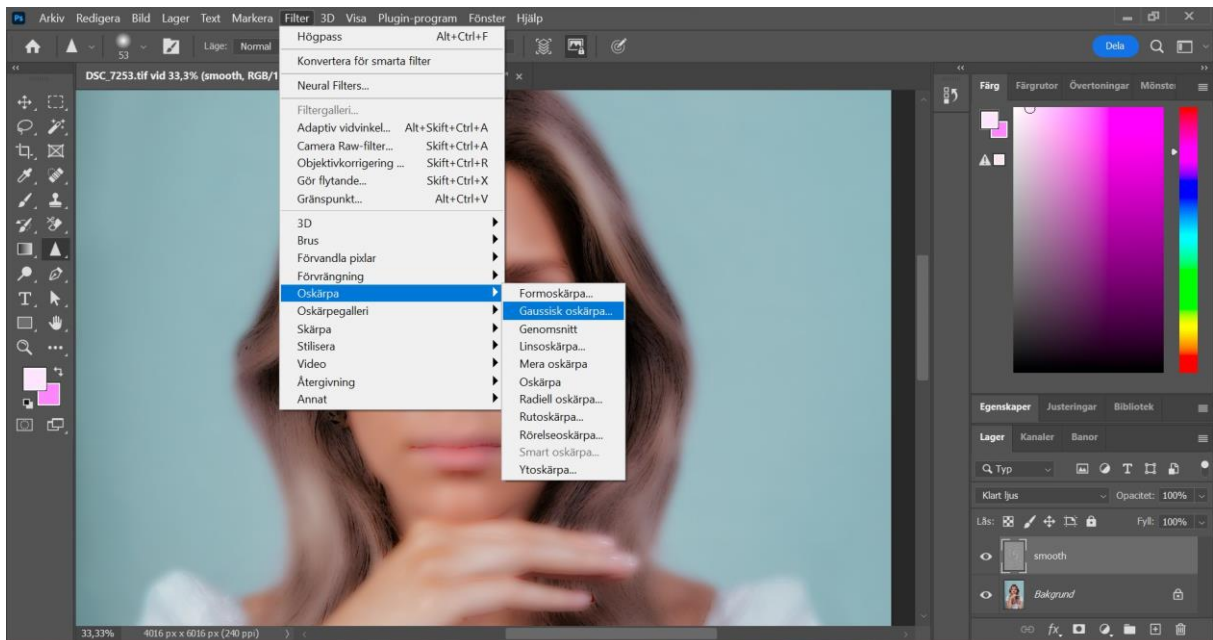 Ps Arkiv Redigera Bild Lager Text Markera Filter 3D Visa Plugin-program Fönster Hjälp
53 Läge: Normal Dela
DSC_7253.tif vid 33,3% (smooth, RGB/1
Högpass Alt+Ctrl+F
Konvertera för smarta filter
Neural Filters...
Filtergalleri...
Adaptiv vidvinkel... Alt+Skift+Ctrl+A
Camera Raw-filter... Skift+Ctrl+A
Objektivkorrigering ... Skift+Ctrl+R
Gör flytande... Skift+Ctrl+X
Gränspunkt... Alt+Ctrl+V
3D
Brus
Förvandla pixlar
Förvrängning
Oskärpa
Oskärpegalleri
Skärpa
Stilisera
Video
Återgivning
Annat
Formoskärpa...
Gaussisk oskärpa...
Genomsnitt
Linsoskärpa...
Mera oskärpa
Oskärpa
Radiell oskärpa...
Rutoskärpa...
Rörelseoskärpa...
Smart oskärpa...
Ytoskärpa...
Färg Färgrutor Övertoningar Mönster
Egenskaper Justeringar Bibliotek
Lager Kanaler Banor
Typ
Klart ljus Opacitet: 100%
Lås: Fyll: 100%
smooth
Bakgrund
fx
33,33% 4016 px x 6016 px (240 ppi)